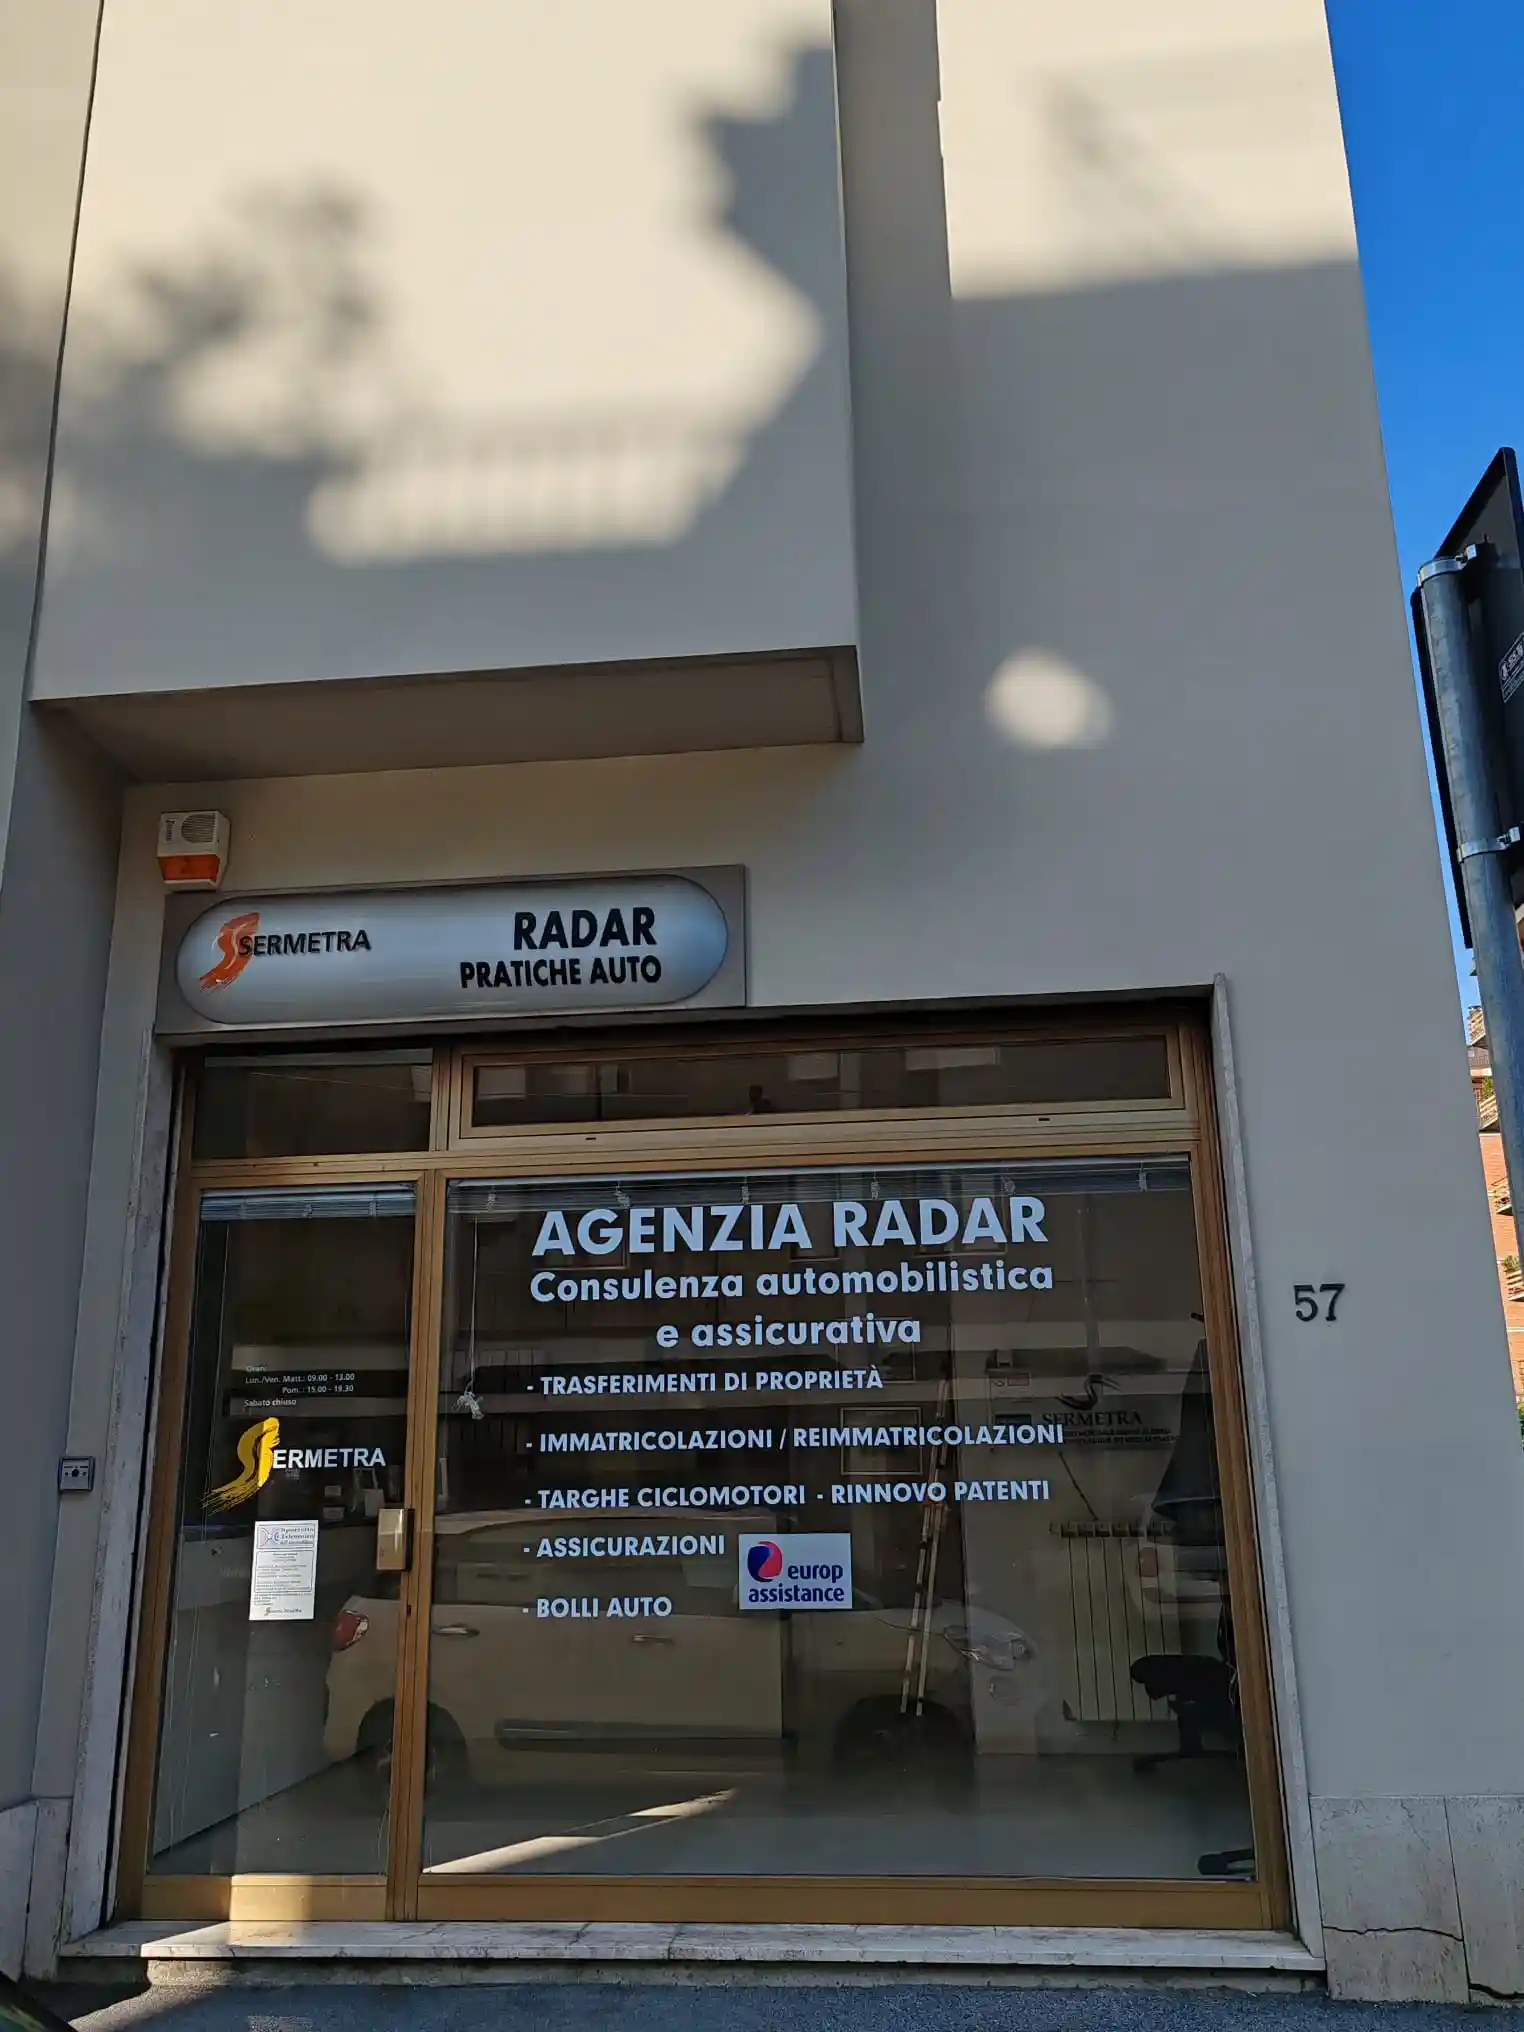 SERMETRA
RADAR
PRATICHE AUTO
AGENZIA RADAR
Consulenza automobilistica
e assicurativa
- TRASFERIMENTI DI PROPRIETÀ
- IMMATRICOLAZIONI / REIMMATRICOLAZIONI
- TARGHE CICLOMOTORI - RINNOVO PATENTI
- ASSICURAZIONI
- BOLLI AUTO
europ
assistance
Orari:
Lun./Ven. Matt.: 09.00 - 13.00
Pom. : 15.00 - 19.30
Sabato chiuso
SERMETRA
SERMETRA
57